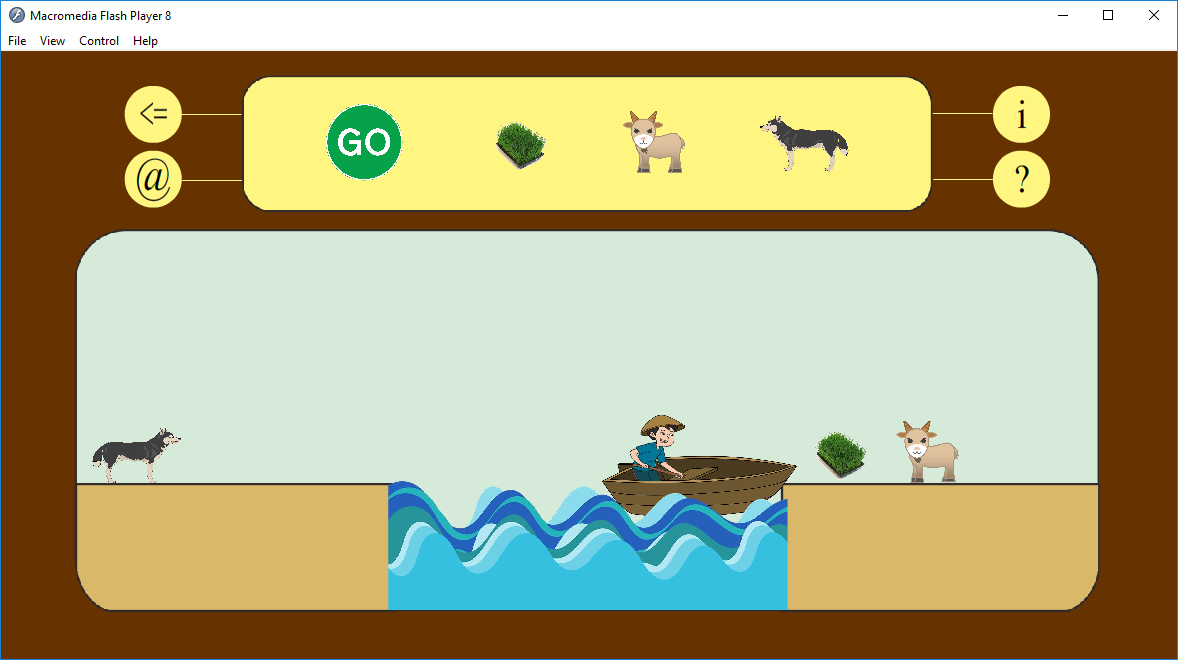 Macromedia Flash Player 8
File View Control Help
<= GO i
@ ?